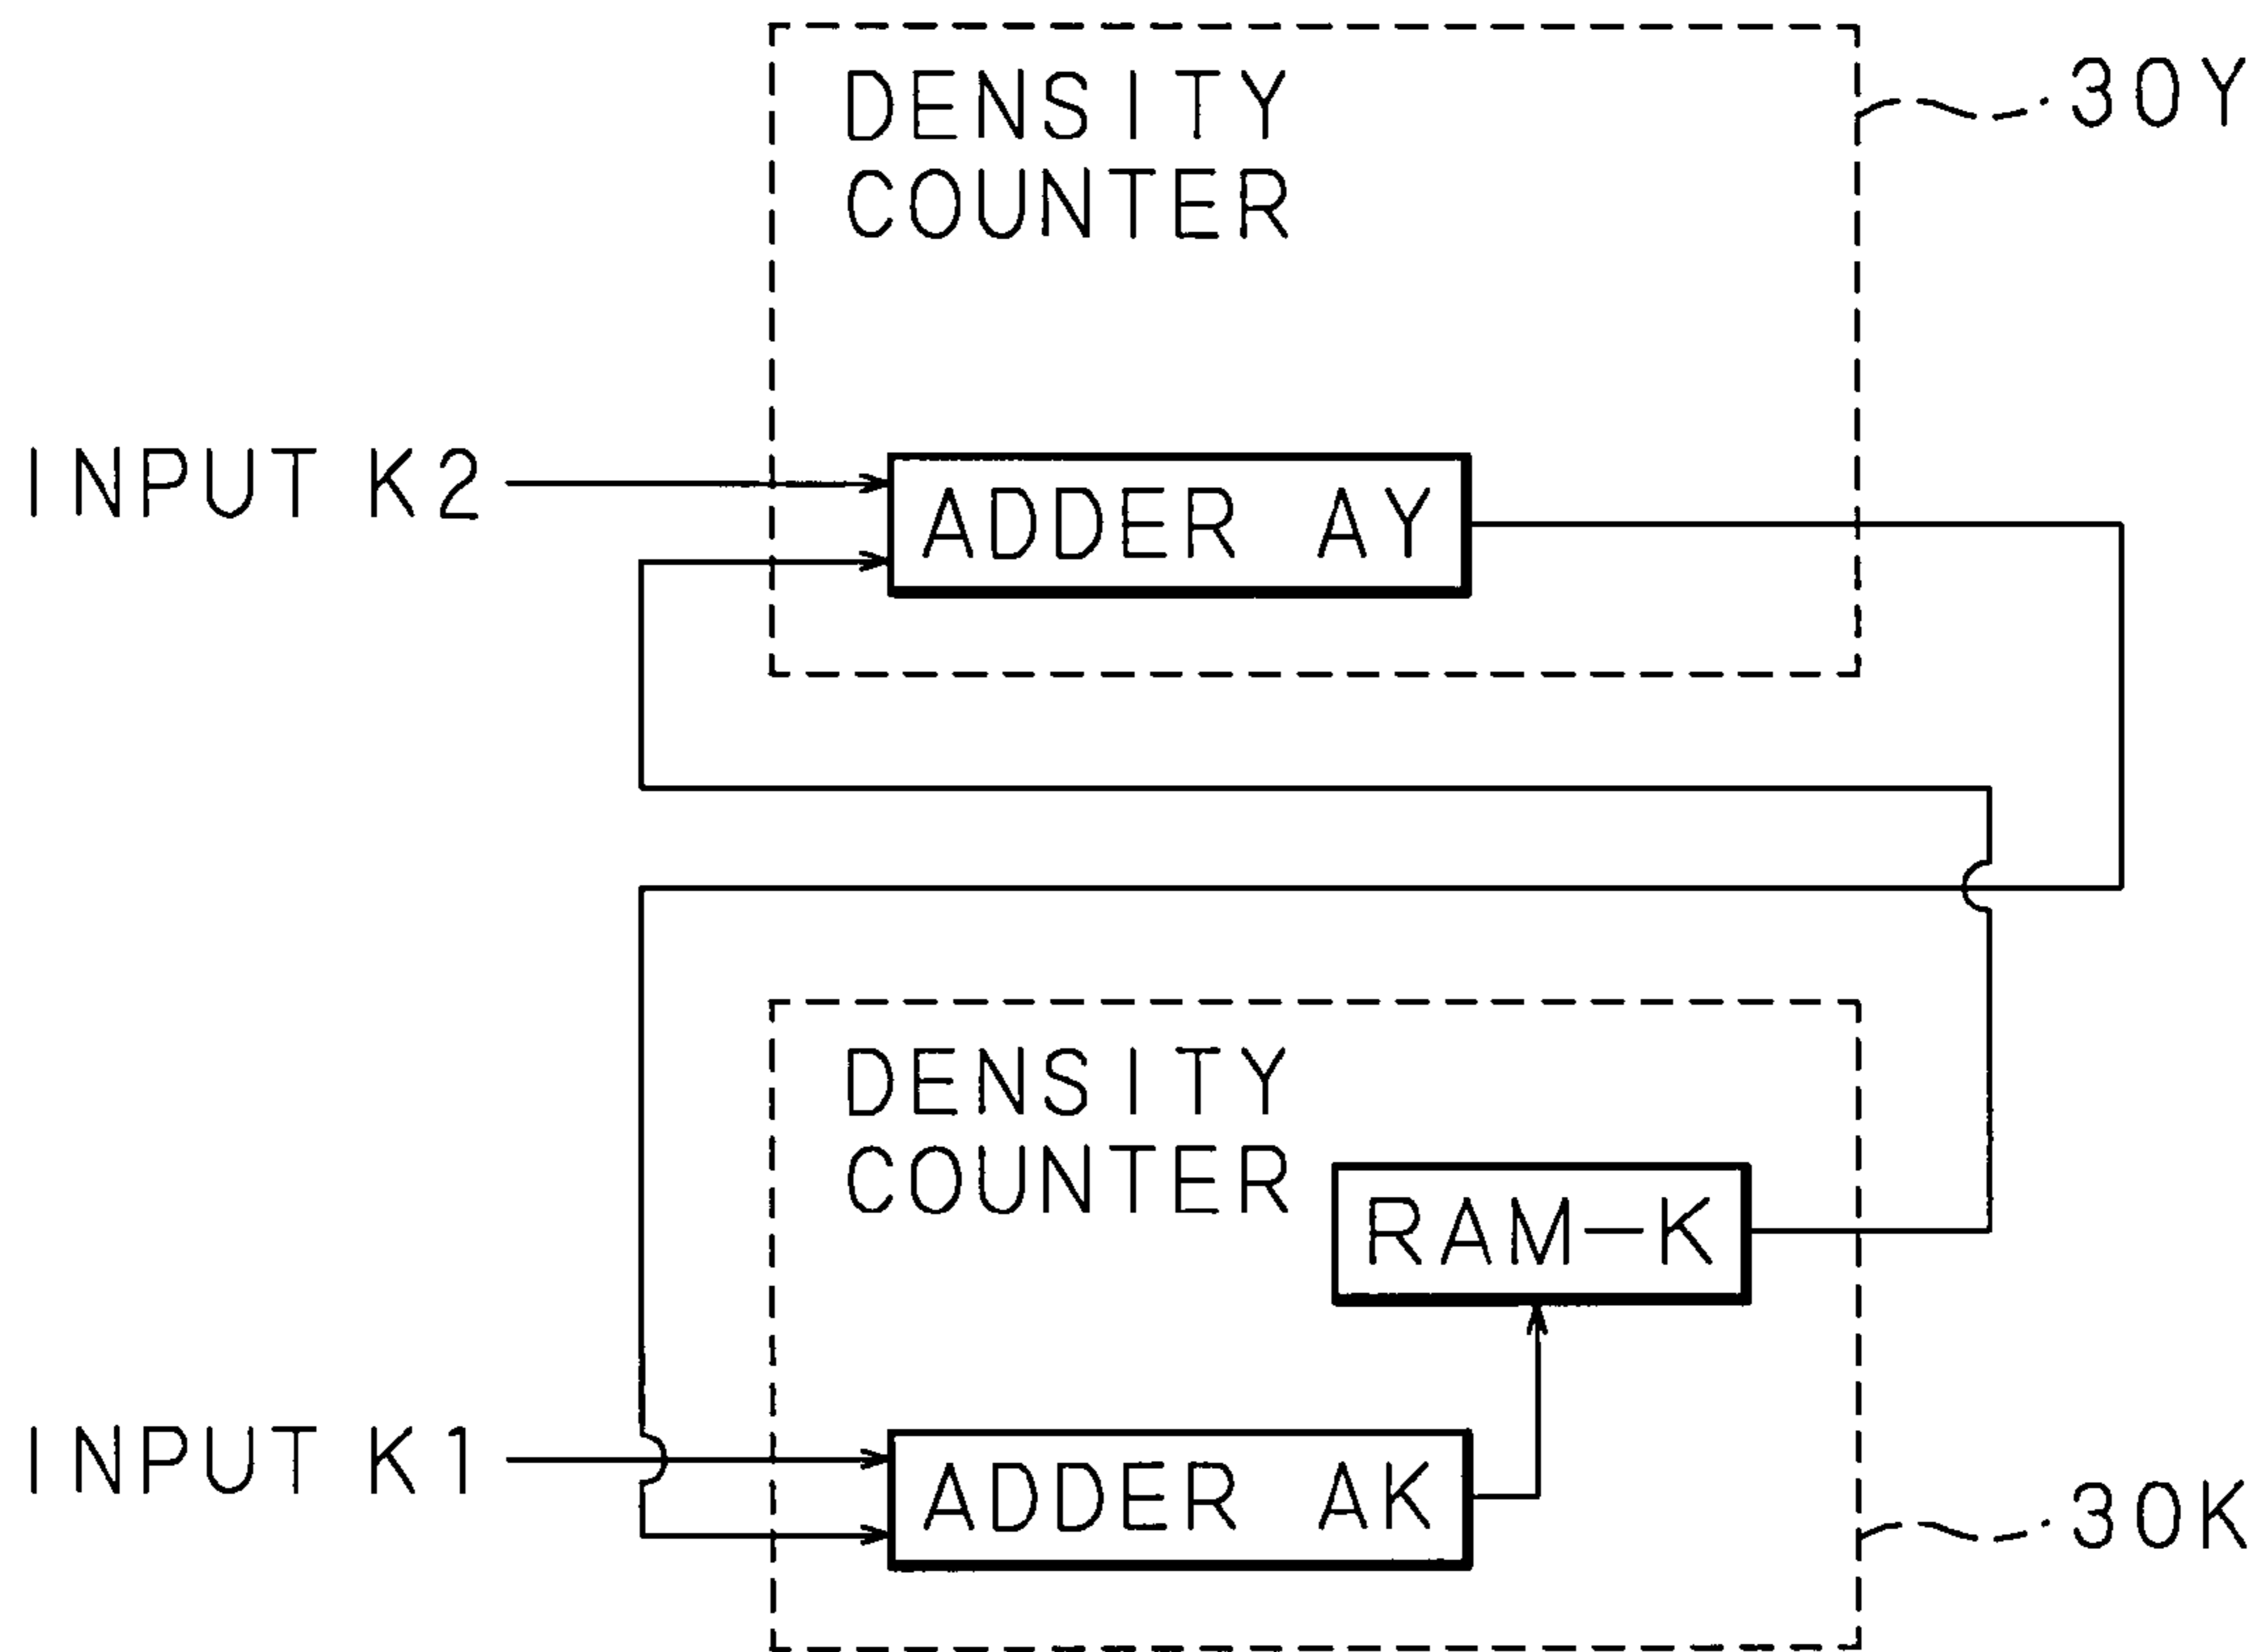 DENSITY
COUNTER
30Y
INPUT K2
ADDER AY
DENSITY
COUNTER
RAM-K
INPUT K1
ADDER AK
30K